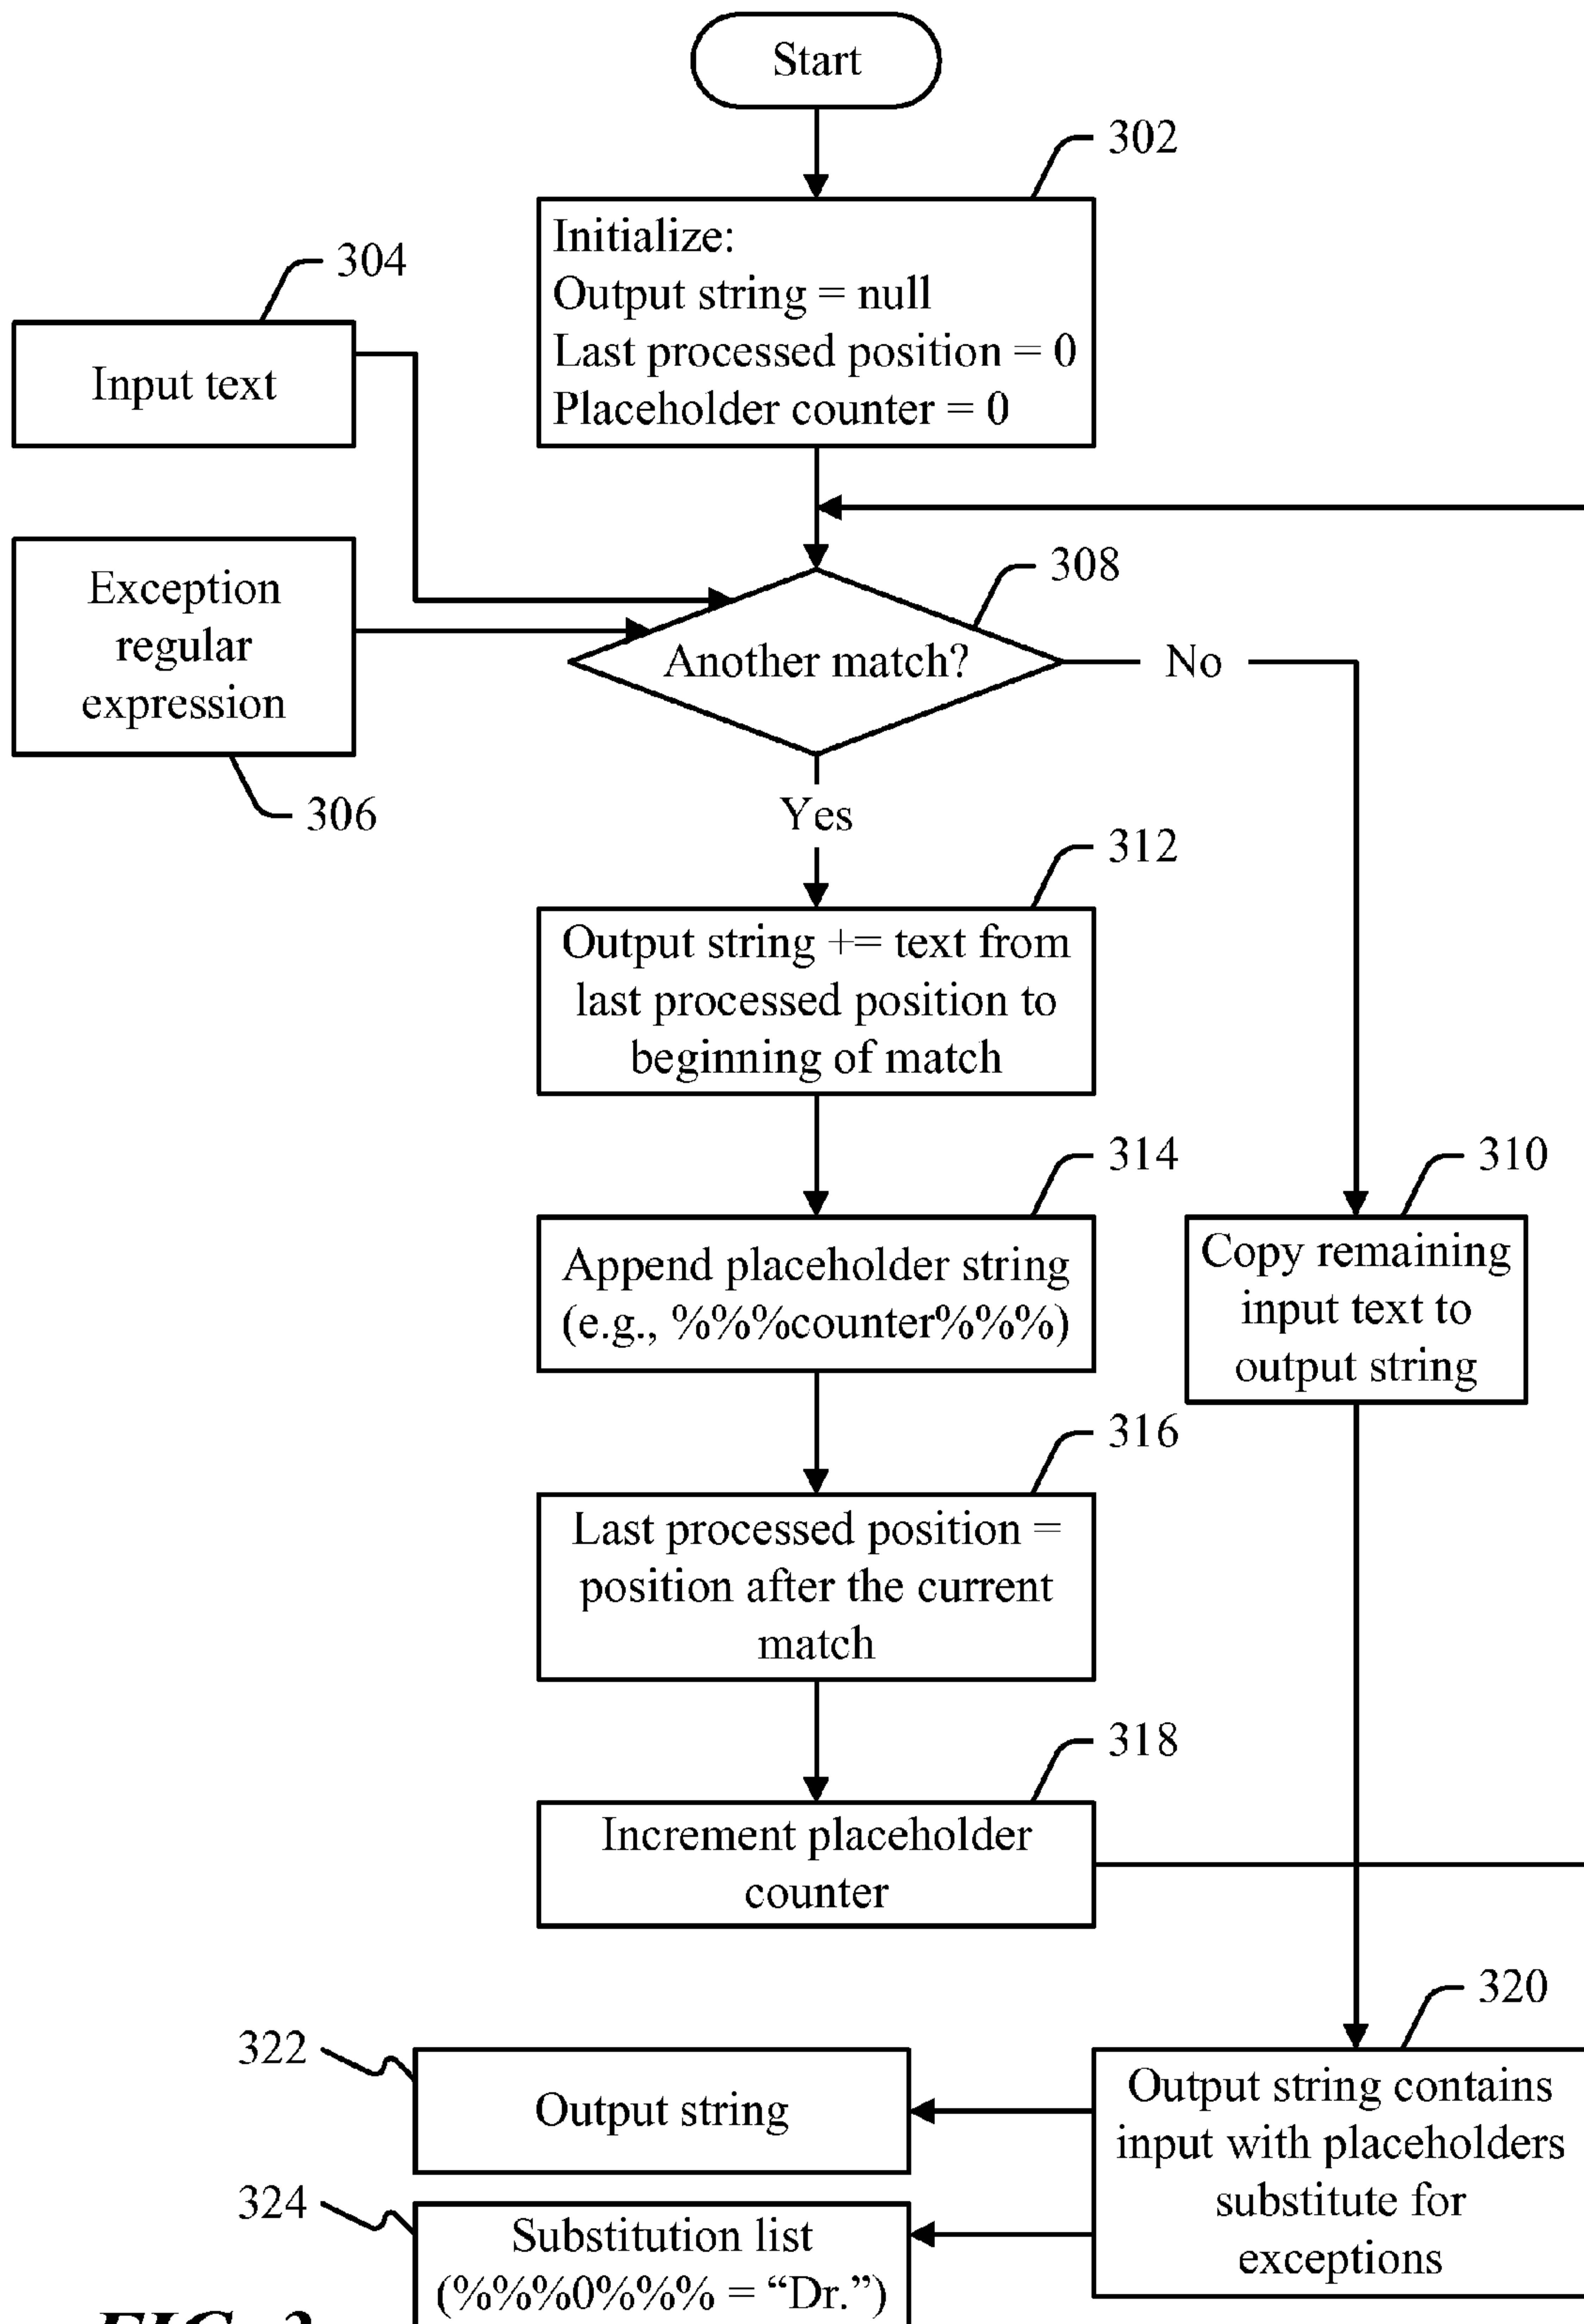 Start
302
Initialize:
Output string = null
Last processed position = 0
Placeholder counter = 0
304
Input text
Exception
regular
expression
306
308
Another match?
No
Yes
312
Output string += text from
last processed position to
beginning of match
314
Append placeholder string
(e.g., %%%counter%%%)
310
Copy remaining
input text to
output string
316
Last processed position =
position after the current
match
318
Increment placeholder
counter
320
Output string contains
input with placeholders
substitute for
exceptions
322
Output string
324
Substitution list
(%%%0%%% = “Dr.”)